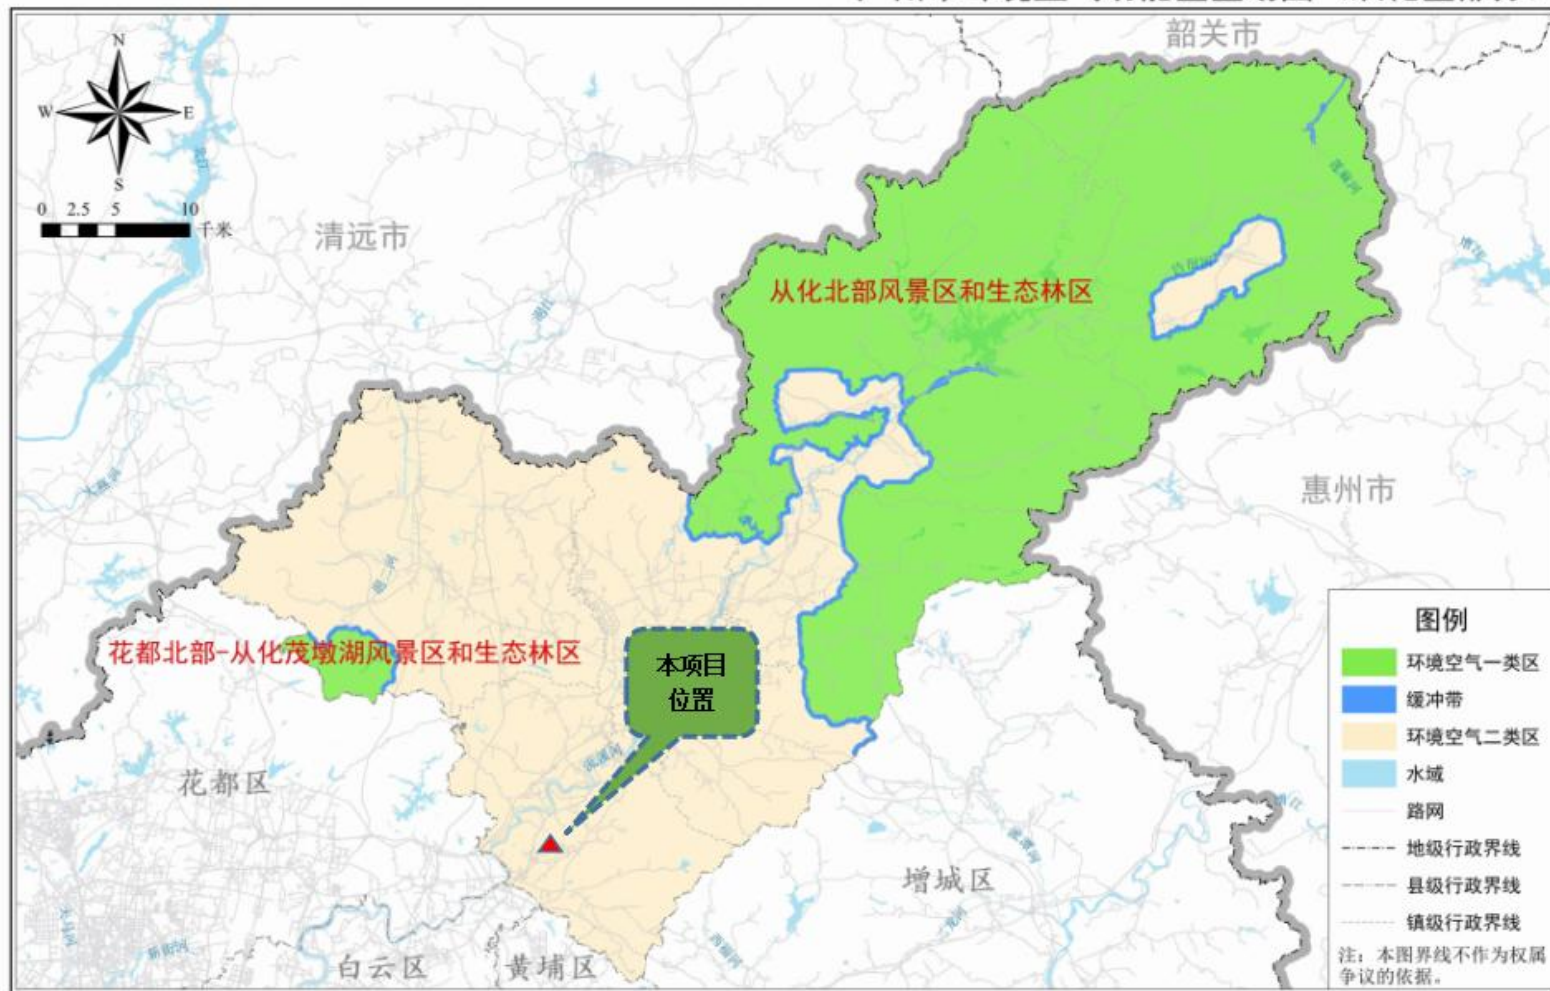 韶关市
N
W
E
S
0 2.5 5 10
千米
清远市
从化北部风景区和生态林区
惠州市
花都北部-从化茂墩湖风景区和生态林区
本项目
位置
流溪河
花都区
增城区
白云区
黄埔区
新街河
图例
环境空气一类区
缓冲带
环境空气二类区
水域
路网
地级行政界线
县级行政界线
镇级行政界线
注：本图界线不作为权属
争议的依据。